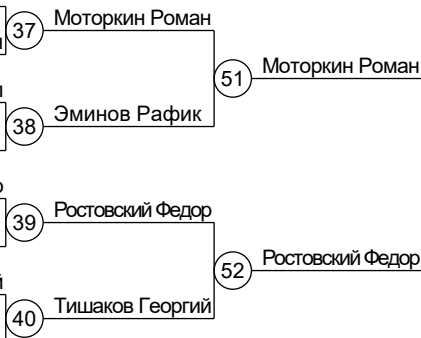 37
Моторкин Роман
51
Моторкин Роман
38
Эминов Рафик
39
Ростовский Федор
52
Ростовский Федор
40
Тишаков Георгий